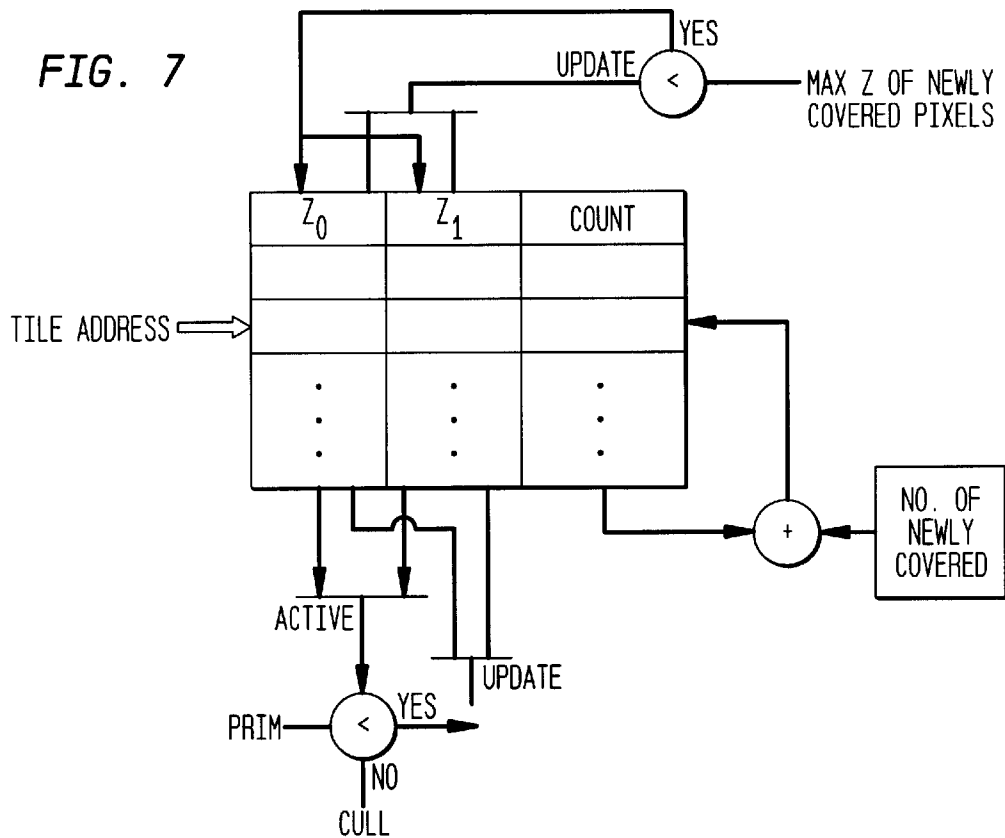 FIG. 7
YES
UPDATE
<
MAX Z OF NEWLY
COVERED PIXELS
Z0 Z1 COUNT
TILE ADDRESS
+
NO. OF
NEWLY
COVERED
ACTIVE
UPDATE
PRIM
<
YES
NO
CULL